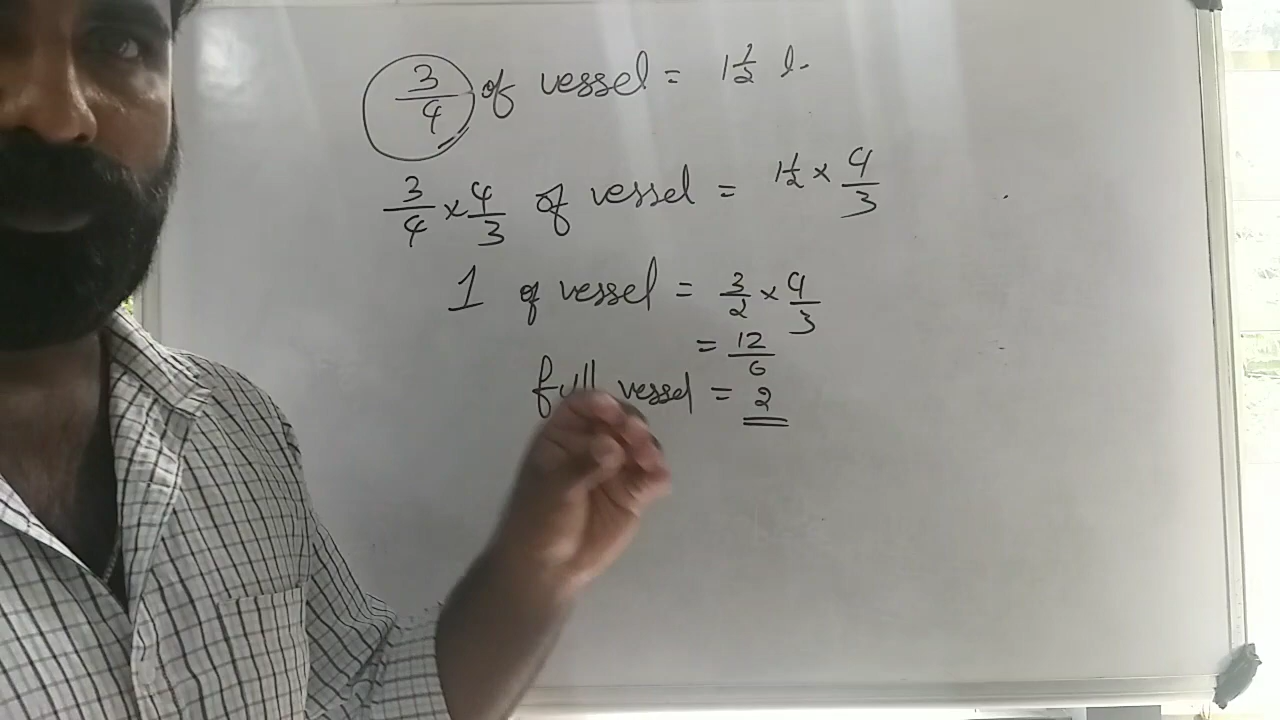 3/4 of vessel = 1 1/2 l.
3/4 × 4/3 of vessel = 1 1/2 × 4/3
1 of vessel = 3/2 × 4/3
= 12/6
full vessel = 2